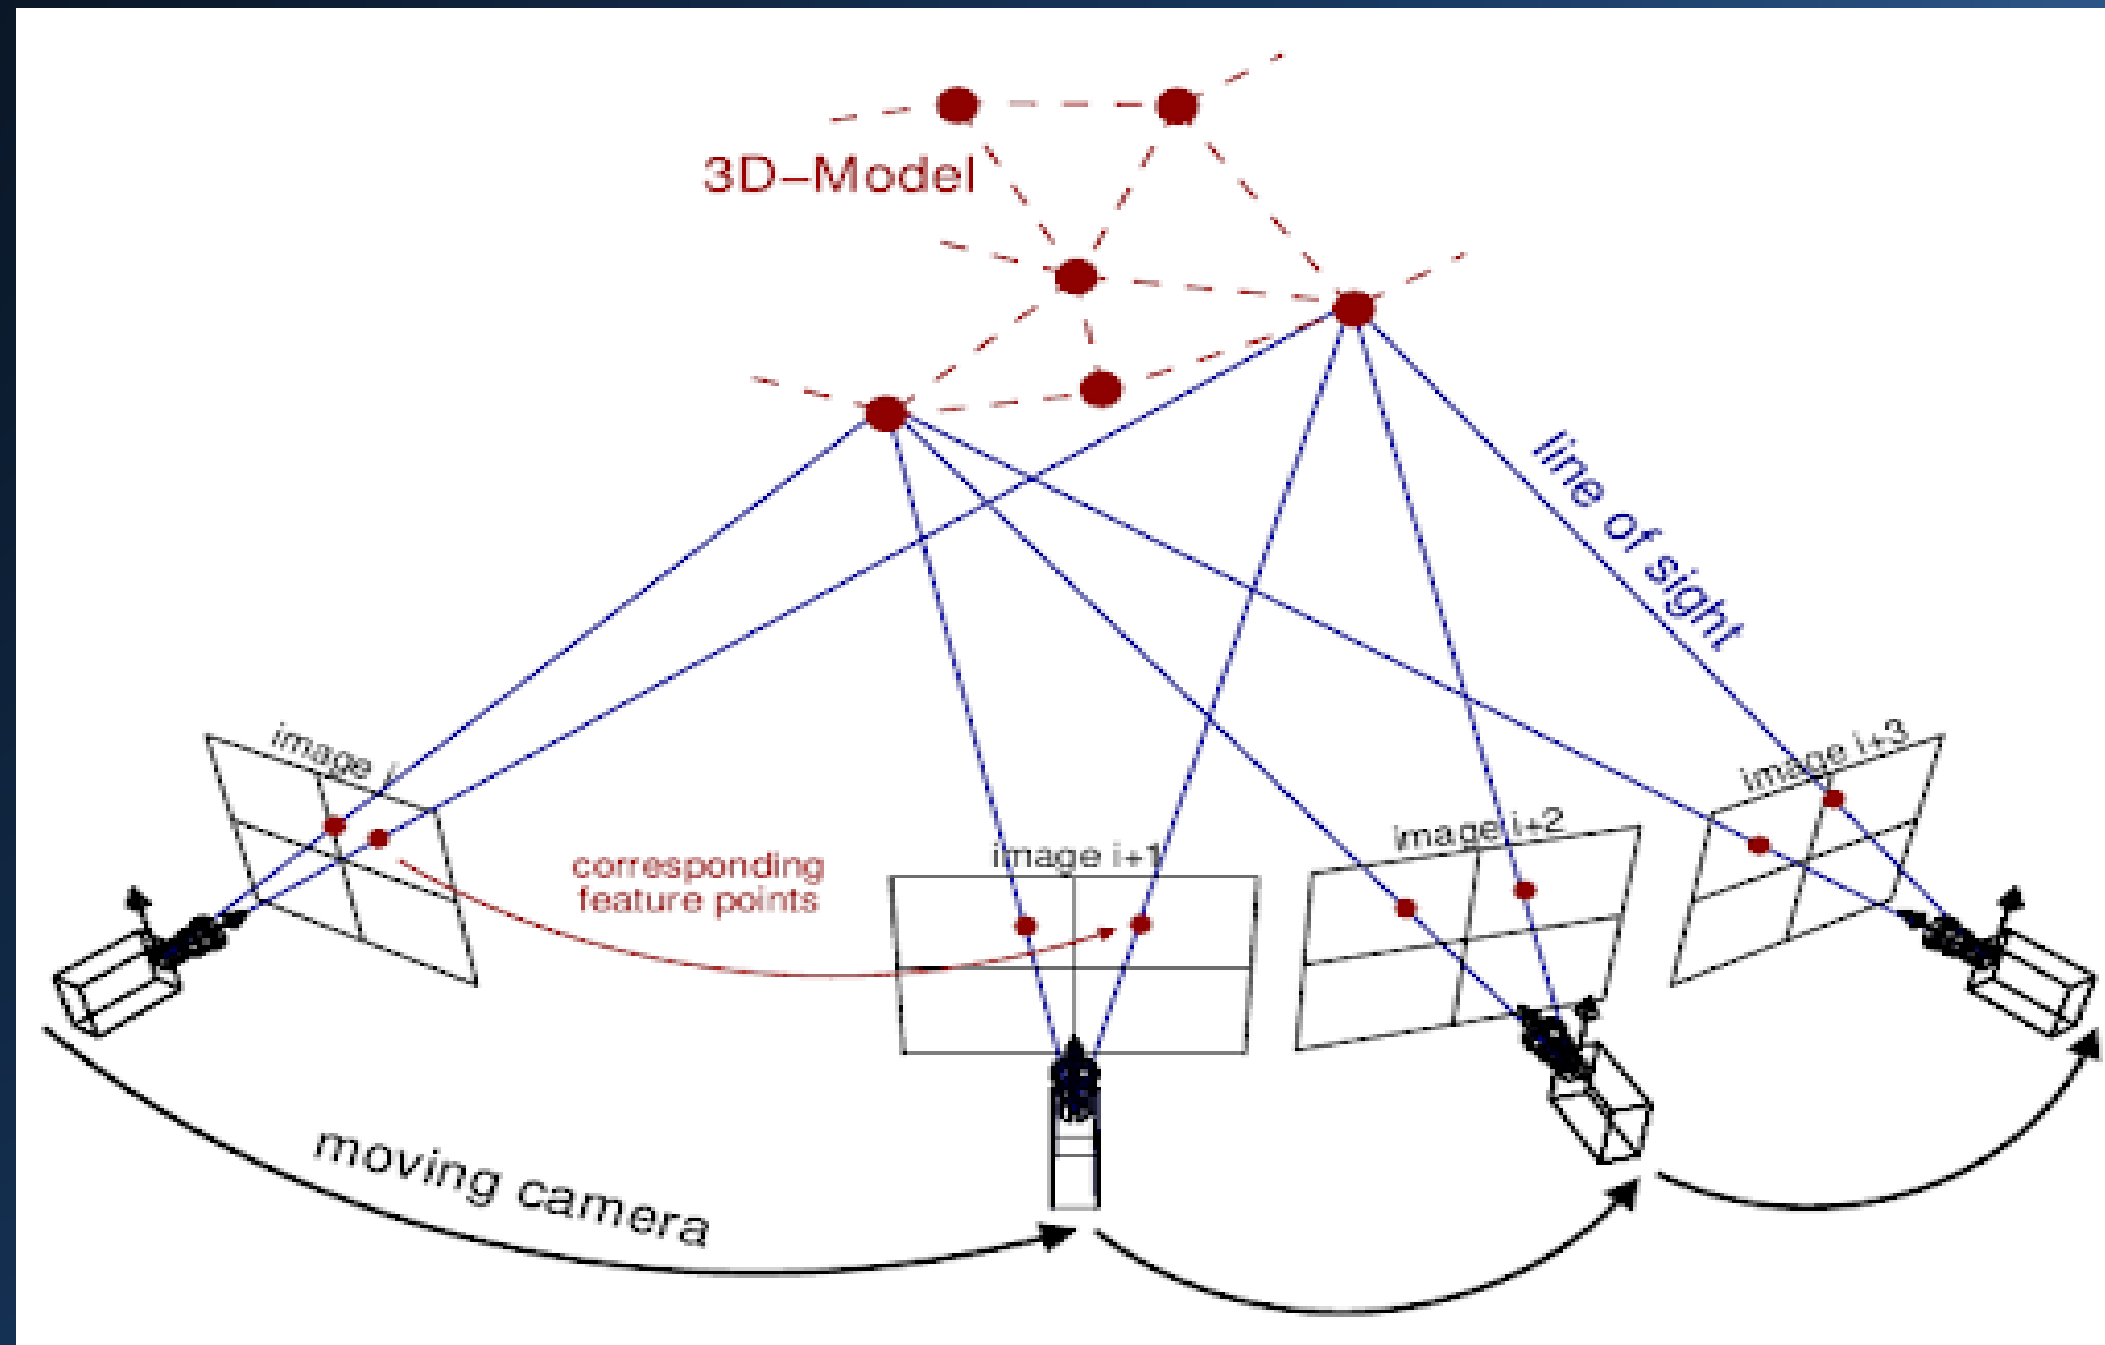 3D–Model
line of sight
image i
image i+3
image i+2
image i+1
corresponding
feature points
moving camera